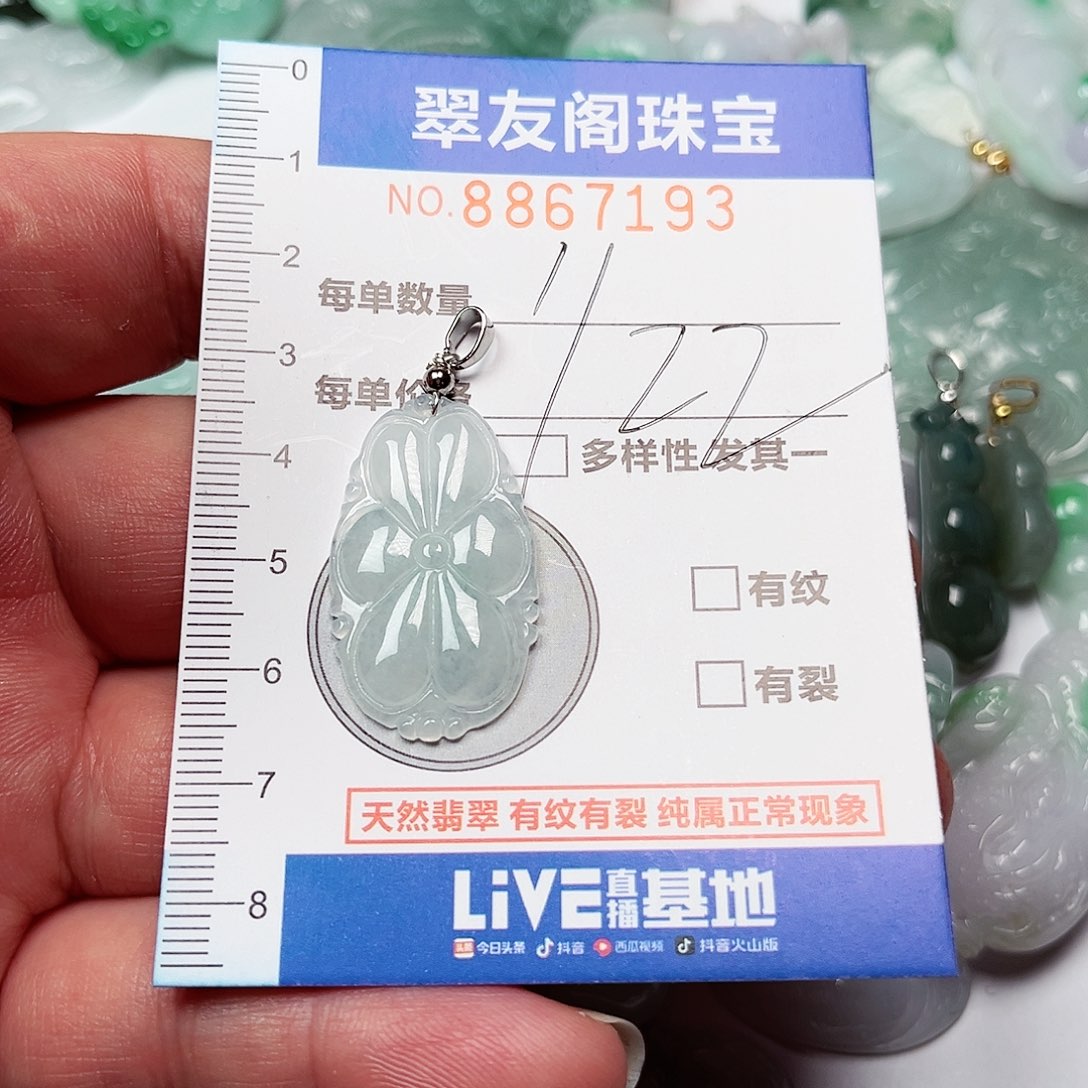 翠友阁珠宝
NO.8867193
每单数量
每单价格
多样性,发其一
有纹
有裂
天然翡翠 有纹有裂 纯属正常现象
LiVE直播基地
头条 今日头条 抖音 西瓜视频 抖音火山版
0
1
2
3
4
5
6
7
8